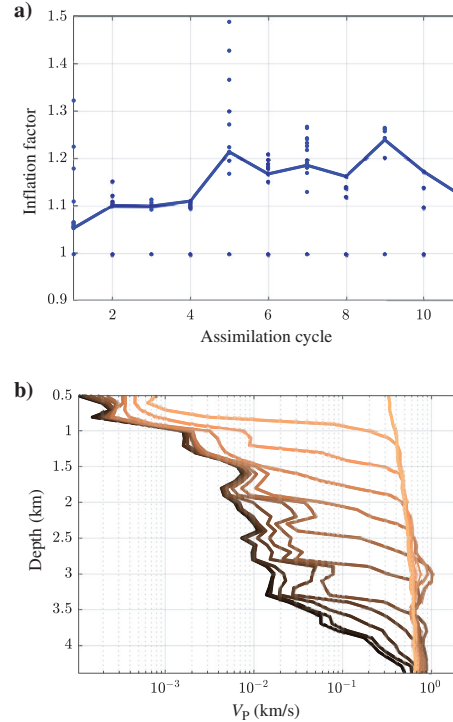 a)
1.5
1.4
1.3
1.2
1.1
1
0.9
Inflation factor
2 4 6 8 10
Assimilation cycle
b)
0.5
1
1.5
2
2.5
3
3.5
4
Depth (km)
10⁻³ 10⁻² 10⁻¹ 10⁰
V_P (km/s)